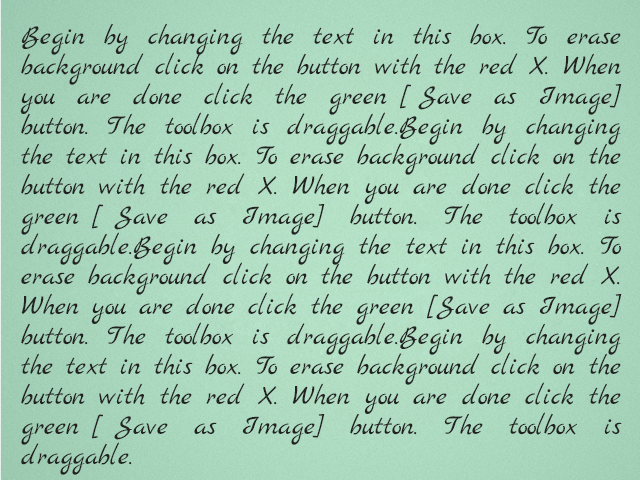 Begin by changing the text in this box. To erase
background click on the button with the red X. When
you are done click the green [ Save as Image]
button. The toolbox is draggable.Begin by changing
the text in this box. To erase background click on the
button with the red X. When you are done click the
green [ Save as Image] button. The toolbox is
draggable.Begin by changing the text in this box. To
erase background click on the button with the red X.
When you are done click the green [Save as Image]
button. The toolbox is draggable.Begin by changing
the text in this box. To erase background click on the
button with the red X. When you are done click the
green [ Save as Image] button. The toolbox is
draggable.